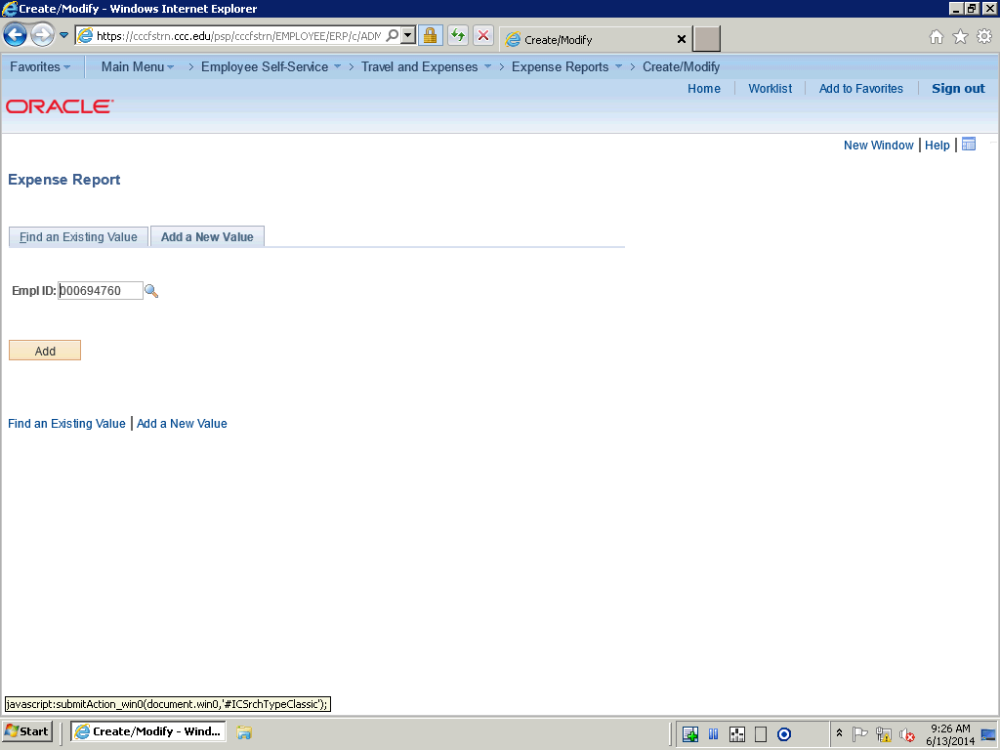 Create/Modify - Windows Internet Explorer
https://cccfstrn.ccc.edu/psp/cccfstrn/EMPLOYEE/ERP/c/ADM
Create/Modify
Favorites Main Menu > Employee Self-Service > Travel and Expenses > Expense Reports > Create/Modify
Home Worklist Add to Favorites Sign out
ORACLE
New Window | Help |
Expense Report
Find an Existing Value Add a New Value
Empl ID: 000694760
Add
Find an Existing Value | Add a New Value
javascript:submitAction_win0(document.win0,'#ICSrchTypeClassic');
Start Create/Modify - Wind... 9:26 AM
6/13/2014